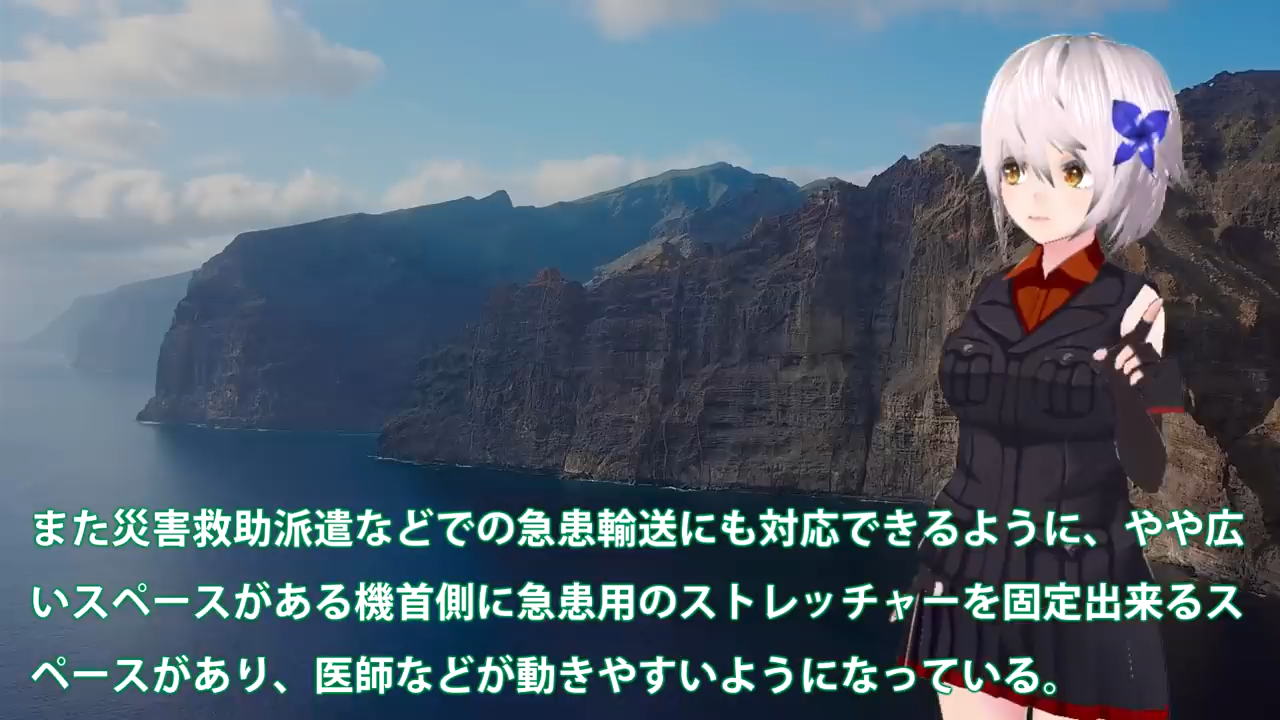 また災害救助派遣などでの急患輸送にも対応できるように、やや広
いスペースがある機首側に急患用のストレッチャーを固定出来るス
ペースがあり、医師などが動きやすいようになっている。